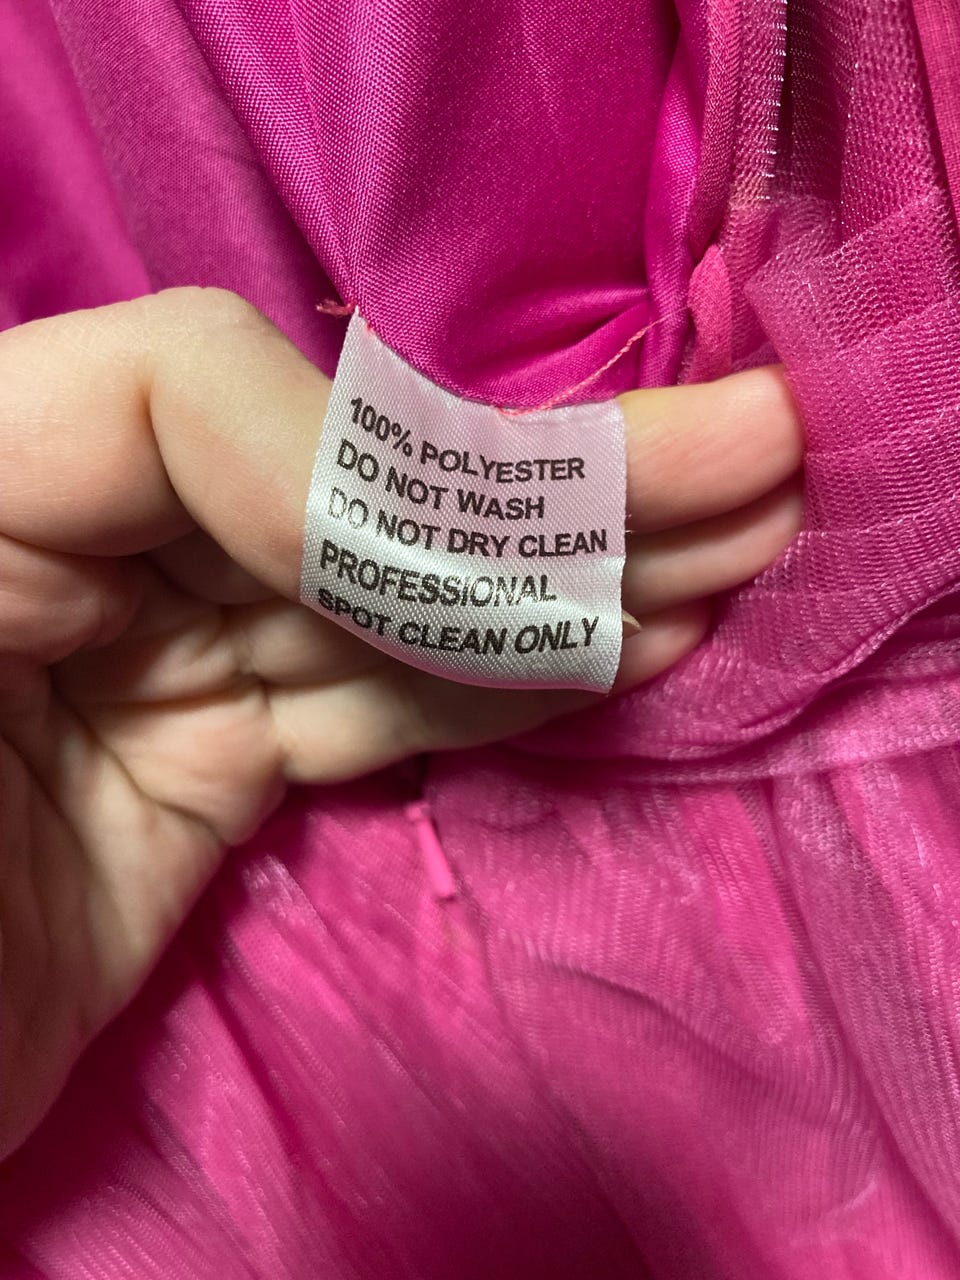 100% POLYESTER
DO NOT WASH
DO NOT DRY CLEAN
PROFESSIONAL
SPOT CLEAN ONLY